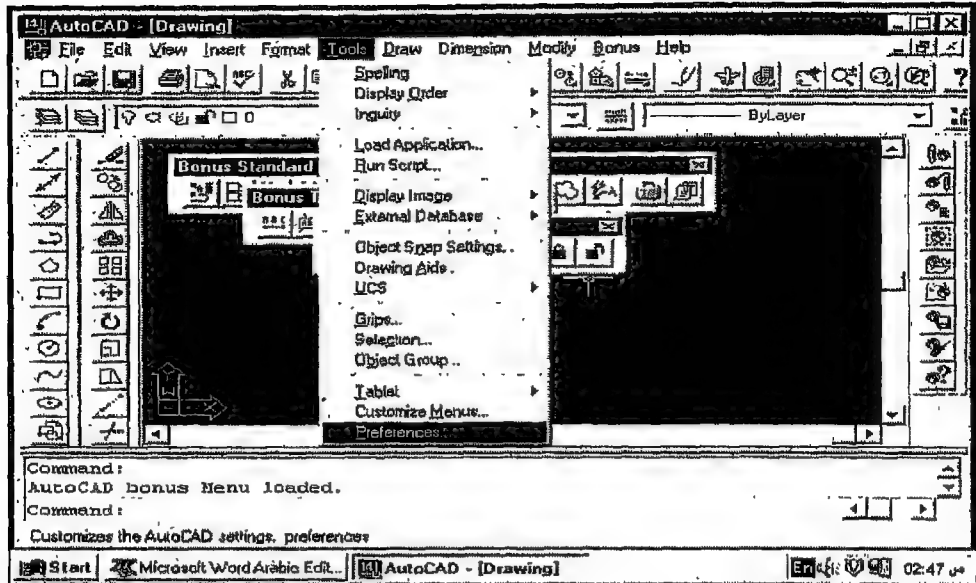 AutoCAD - [Drawing]
File Edit View Insert Format Tools Draw Dimension Modify Bonus Help
Spelling
Display Order
Inquiry
0
ByLayer
Load Application...
Run Script...
Bonus Standard
Display Image
External Database
Bonus
Object Snap Settings..
Drawing Aids.
UCS
Grips...
Selection...
Object Group..
Tablet
Customize Menus...
Preferences...
Command:
AutoCAD bonus Menu loaded.
Command:
Customizes the AutoCAD settings, preferences
Start Microsoft Word Arabic Edit... AutoCAD - [Drawing] En 02:47 ص